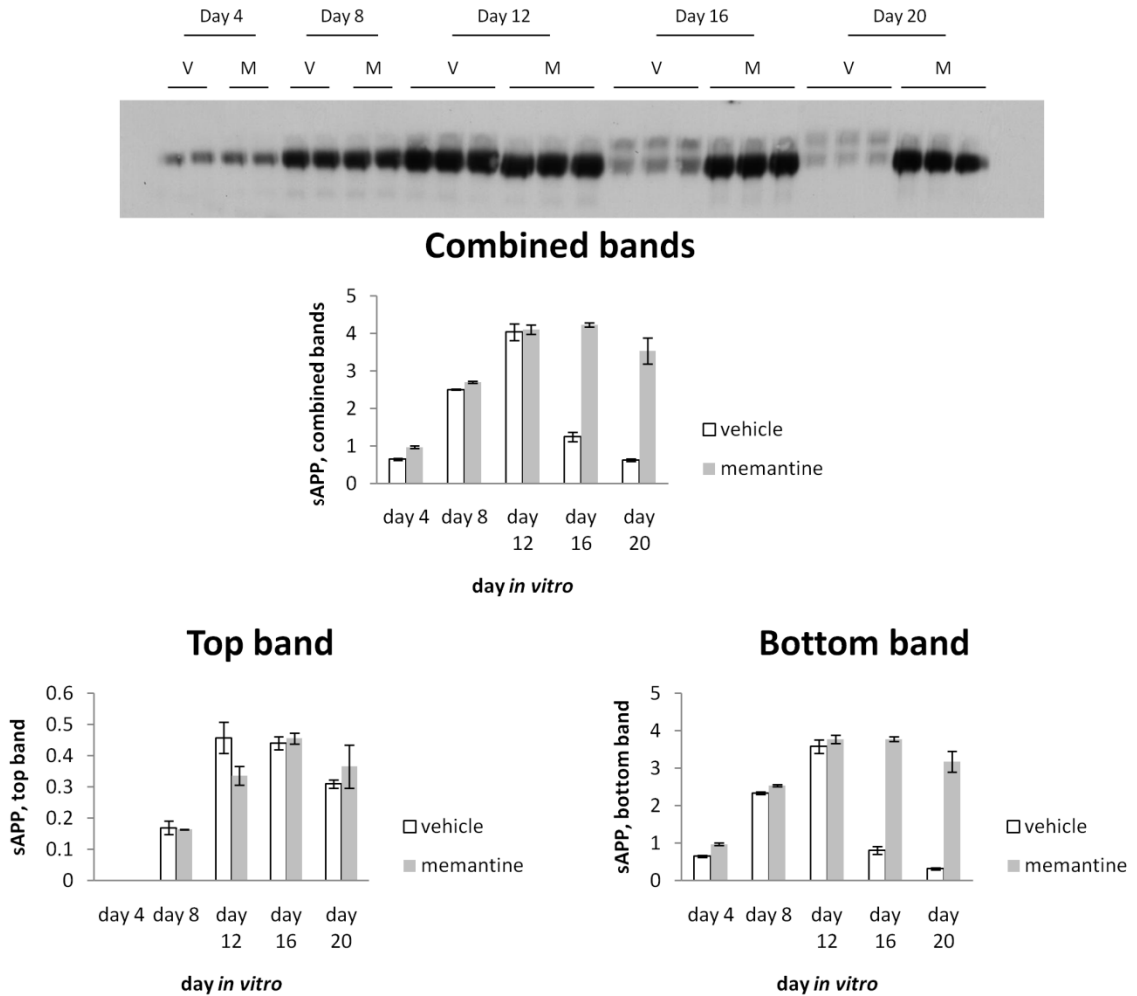 Day 4 Day 8 Day 12 Day 16 Day 20
V M V M V M V M V M
Combined bands
sAPP, combined bands
5
4
3
2
1
0
day 4 day 8 day day day
12 16 20
day in vitro
vehicle
memantine
Top band
sAPP, top band
0.6
0.5
0.4
0.3
0.2
0.1
0
day 4 day 8 day day day
12 16 20
day in vitro
vehicle
memantine
Bottom band
sAPP, bottom band
5
4
3
2
1
0
day 4 day 8 day day day
12 16 20
day in vitro
vehicle
memantine